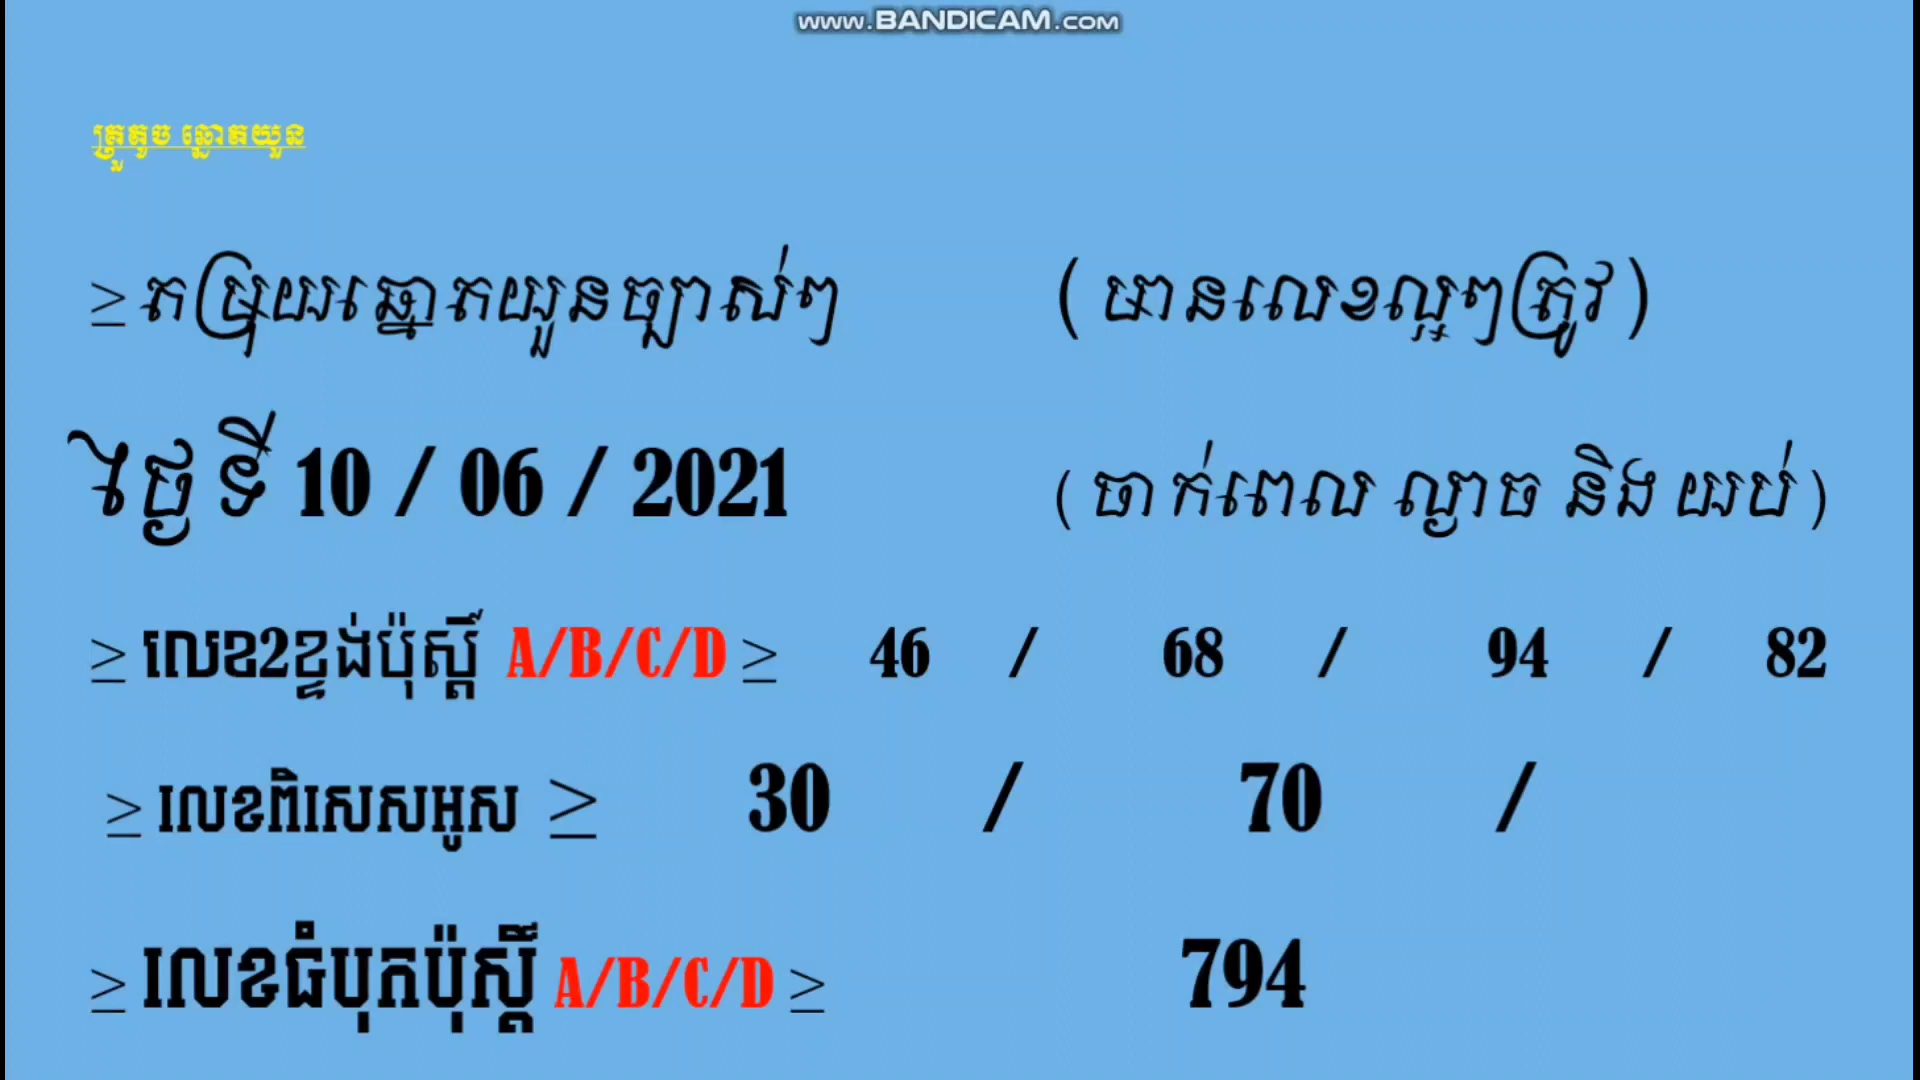 www.BANDICAM.com
គ្រូតូច ឆ្នោតយួន
≥ តម្រុយឆ្នោតយួនច្បាស់ៗ ( មានលេខល្អៗត្រូវ )
ថ្ងៃ ទី 10 / 06 / 2021 ( ចាក់ពេល ល្ងាច និង យប់ )
≥ លេខ2ខ្ទង់ប៉ុស្តិ៍ A/B/C/D ≥ 46 / 68 / 94 / 82
≥ លេខពិសេសអូស ≥ 30 / 70 /
≥ លេខធំបុកប៉ុស្តិ៍ A/B/C/D ≥ 794